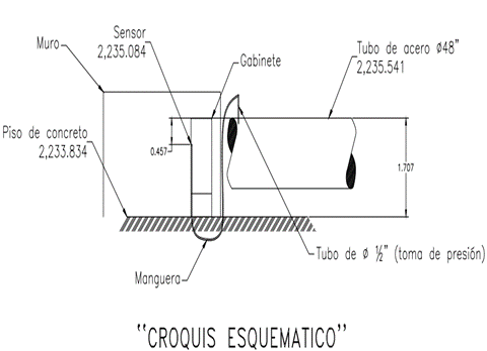 Sensor
2,235.084
Muro
Gabinete
Tubo de acero ø48"
2,235.541
Piso de concreto
2,233.834
0.457
1.707
Tubo de ø ½" (toma de presión)
Manguera
"CROQUIS ESQUEMATICO"